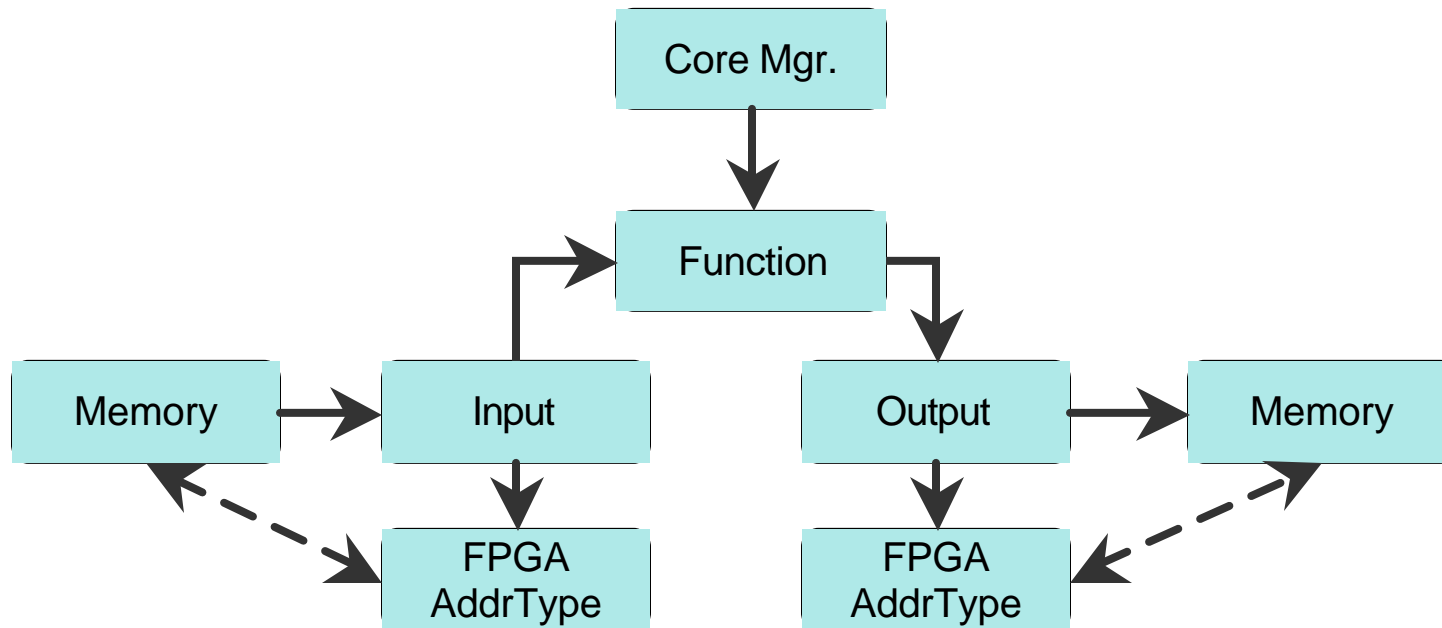 Core Mgr.
Function
Memory
Input
Output
Memory
FPGA
AddrType
FPGA
AddrType